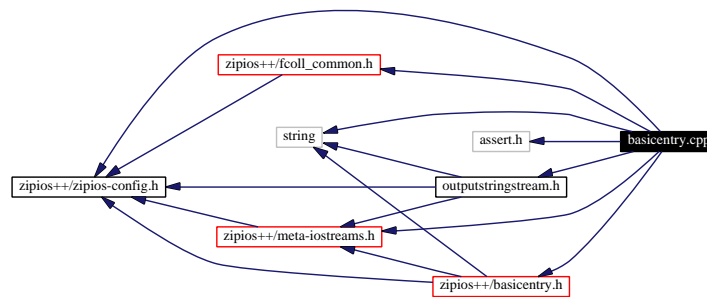 zipios++/fcoll_common.h
string
assert.h
basicentry.cpp
zipios++/zipios-config.h
outputstringstream.h
zipios++/meta-iostreams.h
zipios++/basicentry.h